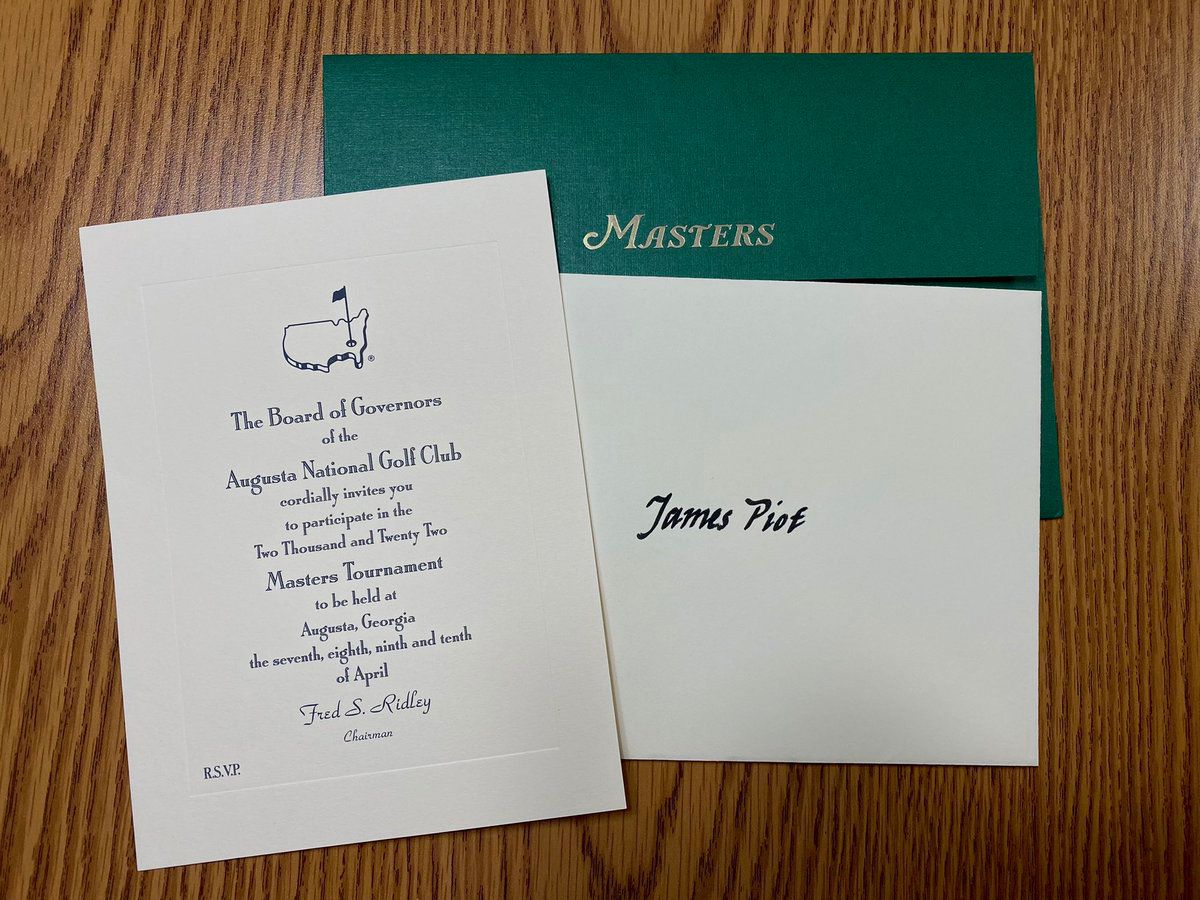 Masters
®
The Board of Governors
of the
Augusta National Golf Club
cordially invites you
to participate in the
Two Thousand and Twenty Two
Masters Tournament
to be held at
Augusta, Georgia
the seventh, eighth, ninth and tenth
of April
Fred S. Ridley
Chairman
R.S.V.P.
James Piot